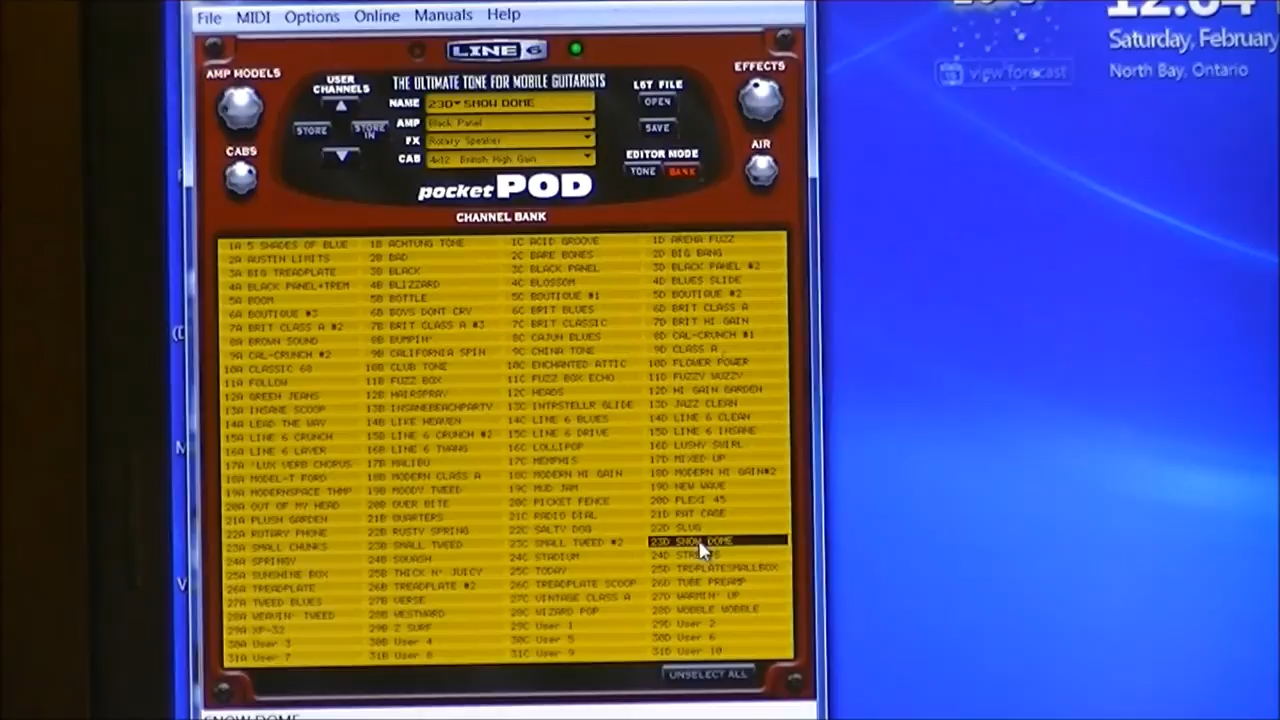 File MIDI Options Online Manuals Help
LINE 6
AMP MODELS
EFFECTS
USER CHANNELS
THE ULTIMATE TONE FOR MOBILE GUITARISTS
L6T FILE
NAME 23D* SNOW DOME
OPEN
STORE
STORE IN
AMP Black Panel
SAVE
FX Rotary Speaker
CABS
AIR
CAB 4x12 British High Gain
EDITOR MODE
TONE BANK
pocketPOD
CHANNEL BANK
1A 5 SHADES OF BLUE 1B ACHTUNG TONE 1C ACID GROOVE 1D ARENA FUZZ
2A AUSTIN LIMITS 2B BAD 2C BARE BONES 2D BIG BANG
3A BIG TREADPLATE 3B BLACK 3C BLACK PANEL 3D BLACK PANEL #2
4A BLACK PANEL+TREM 4B BLIZZARD 4C BLOSSOM 4D BLUES SLIDE
5A BOOM 5B BOTTLE 5C BOUTIQUE #1 5D BOUTIQUE #2
6A BOUTIQUE #3 6B BOYS DONT CRY 6C BRIT BLUES 6D BRIT CLASS A
7A BRIT CLASS A #2 7B BRIT CLASS A #3 7C BRIT CLASSIC 7D BRIT HI GAIN
8A BROWN SOUND 8B BUMPIN' 8C CAJUN BLUES 8D CAL-CRUNCH #1
9A CAL-CRUNCH #2 9B CALIFORNIA SPIN 9C CHINA TONE 9D CLASS A
10A CLASSIC 68 10B CLUB TONE 10C ENCHANTED ATTIC 10D FLOWER POWER
11A FOLLOW 11B FUZZ BOX 11C FUZZ BOX ECHO 11D FUZZY WUZZY
12A GREEN JEANS 12B HAIRSPRAY 12C HEADS 12D HI GAIN GARDEN
13A INSANE SCOOP 13B INSANEBEACHPARTY 13C INTRSTELLR GLIDE 13D JAZZ CLEAN
14A LEAD THE WAY 14B LIKE HEAVEN 14C LINE 6 BLUES 14D LINE 6 CLEAN
15A LINE 6 CRUNCH 15B LINE 6 CRUNCH #2 15C LINE 6 DRIVE 15D LINE 6 INSANE
16A LINE 6 LAYER 16B LINE 6 TWANG 16C LOLLIPOP 16D LUSHY SWIRL
17A 'LUX VERB CHORUS 17B MALIBU 17C MEMPHIS 17D MIXED UP
18A MODEL-T FORD 18B MODERN CLASS A 18C MODERN HI GAIN 18D MODERN HI GAIN#2
19A MODERNSPACE THMP 19B MOODY TWEED 19C MUD JAM 19D NEW WAVE
20A OUT OF MY HEAD 20B OVER BITE 20C PICKET FENCE 20D PLEXI 45
21A PLUSH GARDEN 21B QUARTERS 21C RADIO DIAL 21D RAT CAGE
22A ROTARY PHONE 22B RUSTY SPRING 22C SALTY DOG 22D SLUG
23A SMALL CHUNKS 23B SMALL TWEED 23C SMALL TWEED #2 23D SNOW DOME
24A SPRINGY 24B SQUASH 24C STADIUM 24D
25A SUNSHINE BOX 25B THICK N' JUICY 25C TODAY 25D TRDPLATESMALLBOX
26A TREADPLATE 26B TREADPLATE #2 26C TREADPLATE SCOOP 26D TUBE PREAMP
27A TWEED BLUES 27B VERSE 27C VINTAGE CLASS A 27D WARMIN' UP
28A WEAVIN' TWEED 28B WESTWARD 28C WIZARD POP 28D WOBBLE WOBBLE
29A XP-32 29B Z SURF 29C User 1 29D User 2
30A User 3 30B User 4 30C User 5 30D User 6
31A User 7 31B User 8 31C User 9 31D User 10
UNSELECT ALL
SNOW DOME
Saturday, February
North Bay, Ontario
view forecast